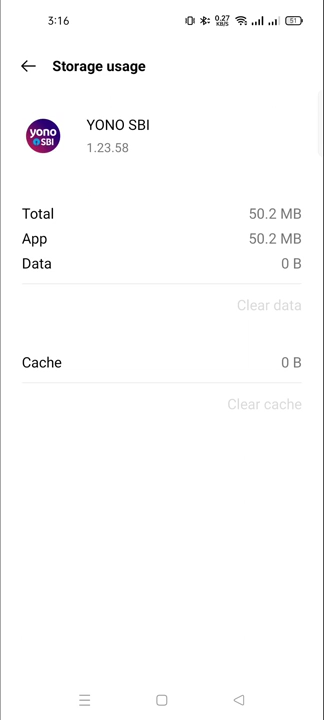 3:16
0.27
KB/S
51
Storage usage
yono
SBI
YONO SBI
1.23.58
Total 50.2 MB
App 50.2 MB
Data 0 B
Clear data
Cache 0 B
Clear cache